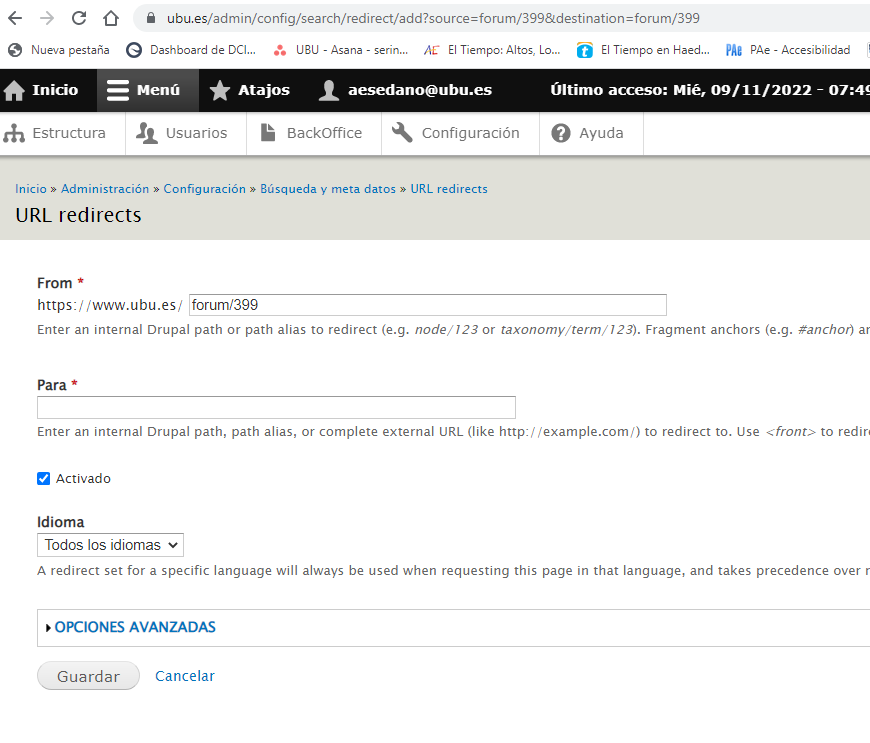 ubu.es/admin/config/search/redirect/add?source=forum/399&destination=forum/399
Nueva pestaña Dashboard de DCI... UBU - Asana - serin... AE El Tiempo: Altos, Lo... t El Tiempo en Haed... PAe PAe - Accesibilidad
Inicio Menú Atajos aesedano@ubu.es Último acceso: Mié, 09/11/2022 - 07:49
Estructura Usuarios BackOffice Configuración Ayuda
Inicio » Administración » Configuración » Búsqueda y meta datos » URL redirects
URL redirects
From *
https://www.ubu.es/ forum/399
Enter an internal Drupal path or path alias to redirect (e.g. node/123 or taxonomy/term/123). Fragment anchors (e.g. #anchor)
Para *
Enter an internal Drupal path, path alias, or complete external URL (like http://example.com/) to redirect to. Use <front> to
Activado
Idioma
Todos los idiomas
A redirect set for a specific language will always be used when requesting this page in that language, and takes precedence over
OPCIONES AVANZADAS
Guardar Cancelar